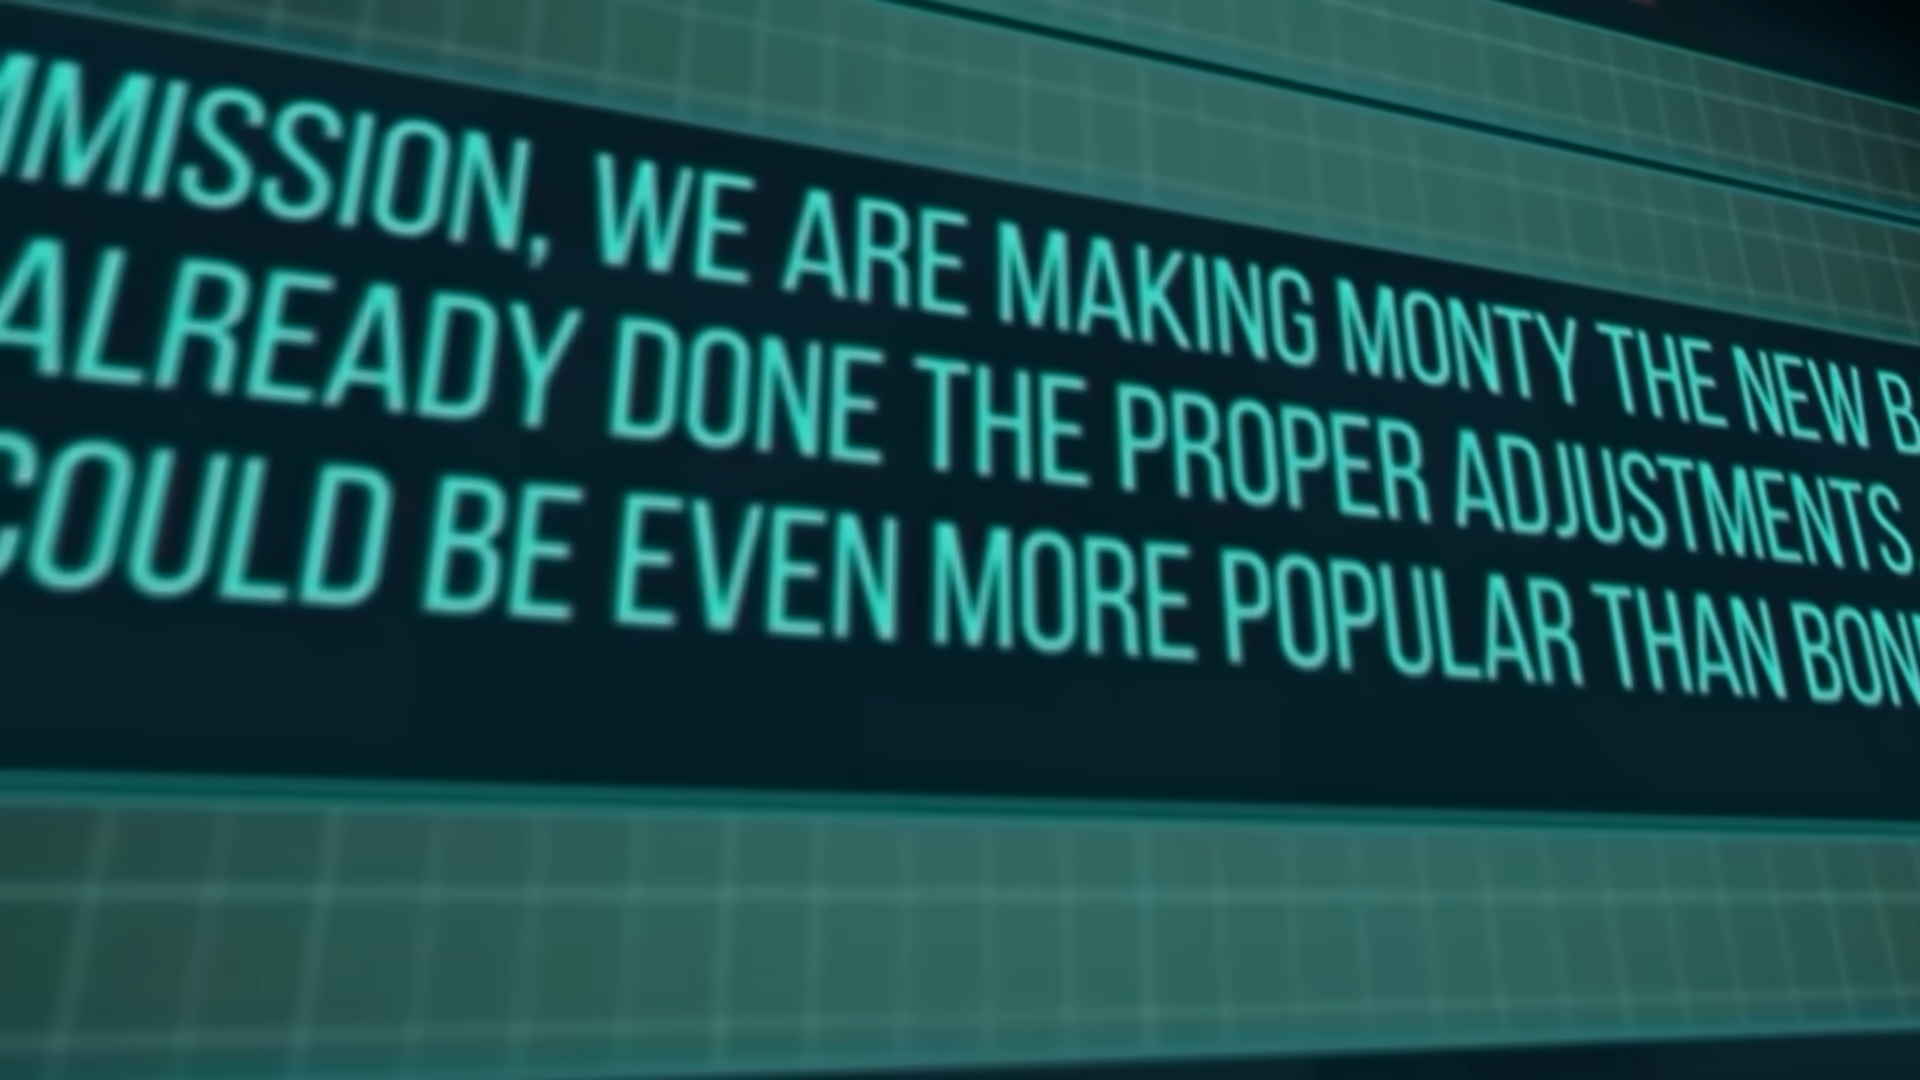 MMISSION, WE ARE MAKING MONTY THE NEW B
ALREADY DONE THE PROPER ADJUSTMENTS.
COULD BE EVEN MORE POPULAR THAN BON